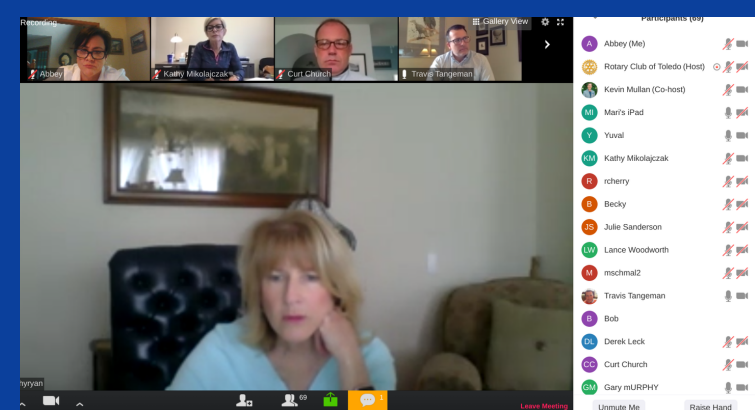 Recording
Gallery View
Abbey
Kathy Mikolajczak
Curt Church
Travis Tangeman
hyryan
69
1
Leave Meeting
Participants (69)
A Abbey (Me)
Rotary Club of Toledo (Host)
Kevin Mullan (Co-host)
MI Mari's iPad
Y Yuval
KM Kathy Mikolajczak
R rcherry
B Becky
JS Julie Sanderson
LW Lance Woodworth
M mschmal2
Travis Tangeman
B Bob
DL Derek Leck
CC Curt Church
GM Gary mURPHY
Unmute Me Raise Hand